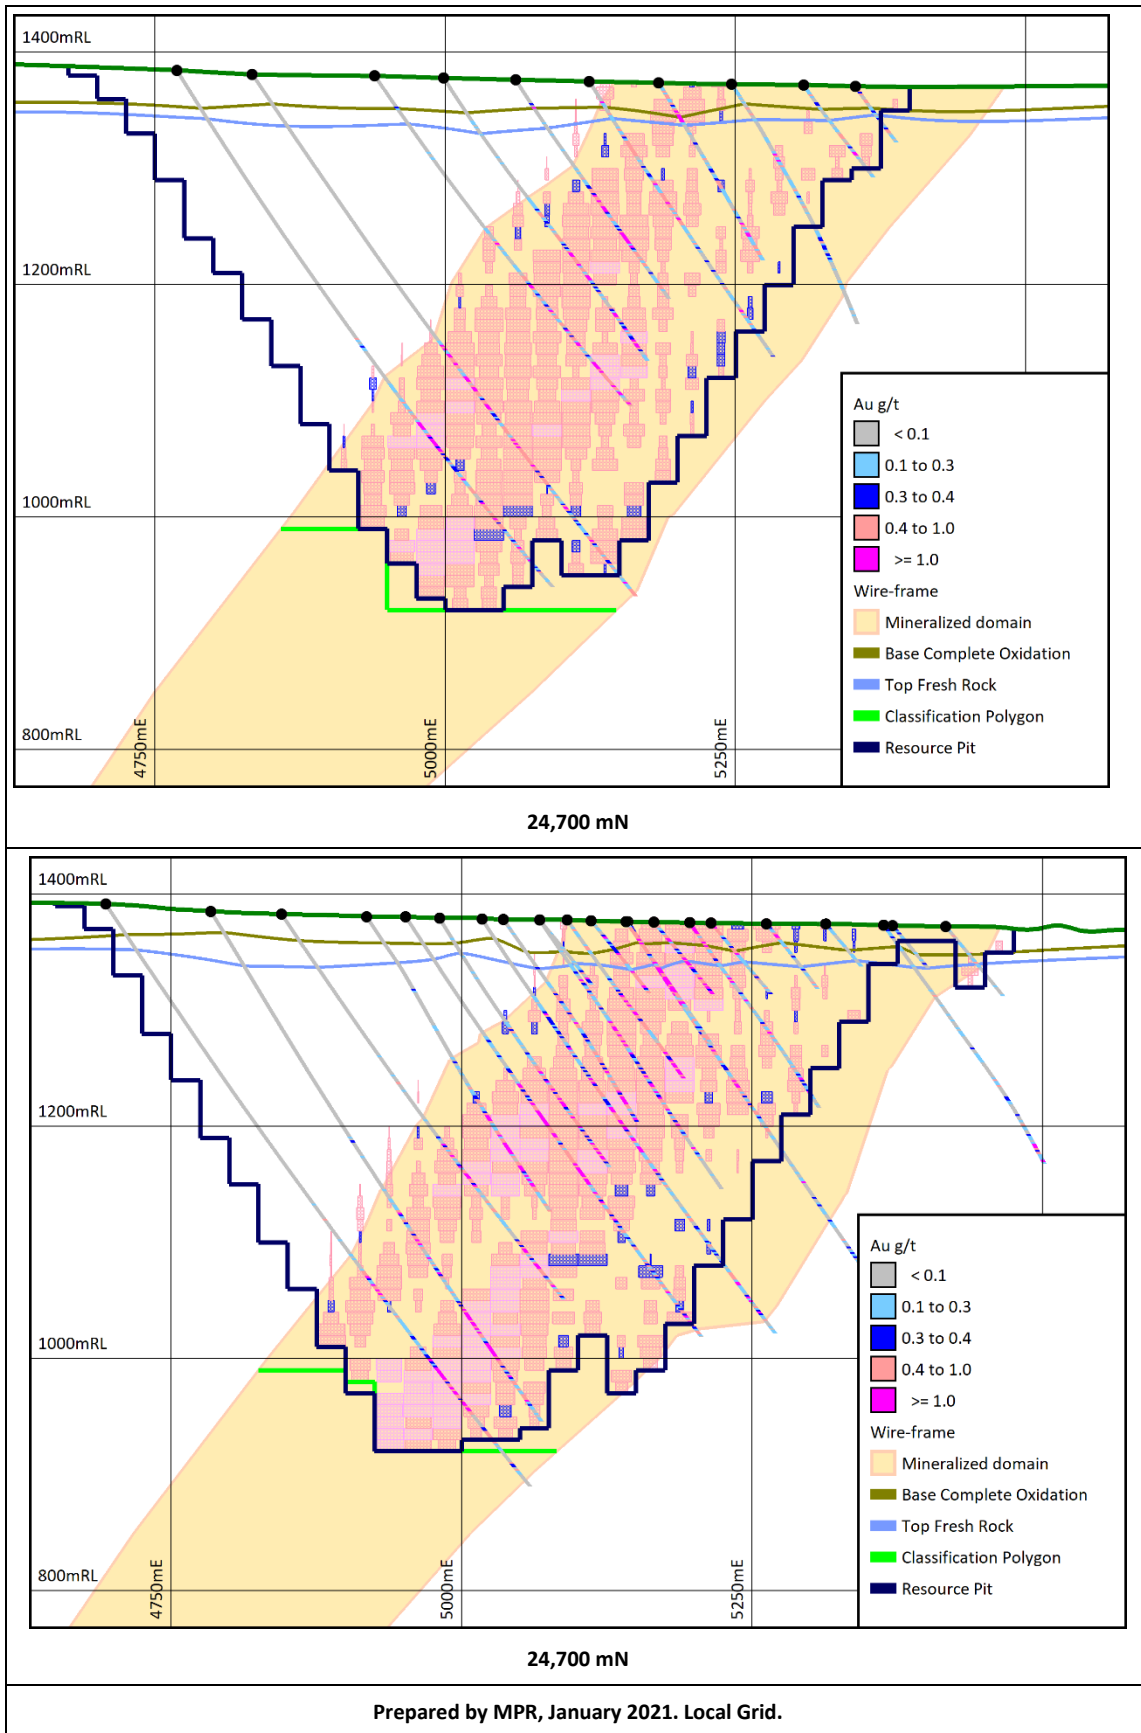 1400mRL
1200mRL
1000mRL
800mRL
4750mE
5000mE
5250mE
Au g/t
< 0.1
0.1 to 0.3
0.3 to 0.4
0.4 to 1.0
>= 1.0
Wire-frame
Mineralized domain
Base Complete Oxidation
Top Fresh Rock
Classification Polygon
Resource Pit
24,700 mN
1400mRL
1200mRL
1000mRL
800mRL
4750mE
5000mE
5250mE
Au g/t
< 0.1
0.1 to 0.3
0.3 to 0.4
0.4 to 1.0
>= 1.0
Wire-frame
Mineralized domain
Base Complete Oxidation
Top Fresh Rock
Classification Polygon
Resource Pit
24,700 mN
Prepared by MPR, January 2021. Local Grid.